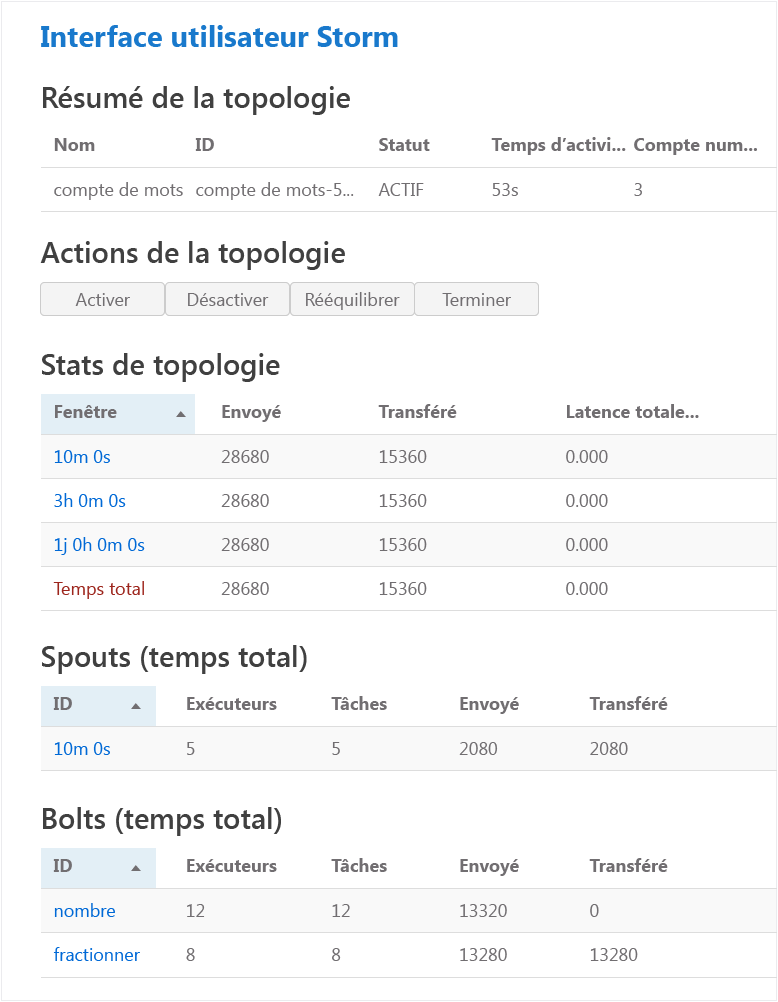 Interface utilisateur Storm
Résumé de la topologie
Nom ID Statut Temps d’activi... Compte num...
compte de mots compte de mots-5... ACTIF 53s 3
Actions de la topologie
Activer Désactiver Rééquilibrer Terminer
Stats de topologie
Fenêtre Envoyé Transféré Latence totale...
10m 0s 28680 15360 0.000
3h 0m 0s 28680 15360 0.000
1j 0h 0m 0s 28680 15360 0.000
Temps total 28680 15360 0.000
Spouts (temps total)
ID Exécuteurs Tâches Envoyé Transféré
10m 0s 5 5 2080 2080
Bolts (temps total)
ID Exécuteurs Tâches Envoyé Transféré
nombre 12 12 13320 0
fractionner 8 8 13280 13280